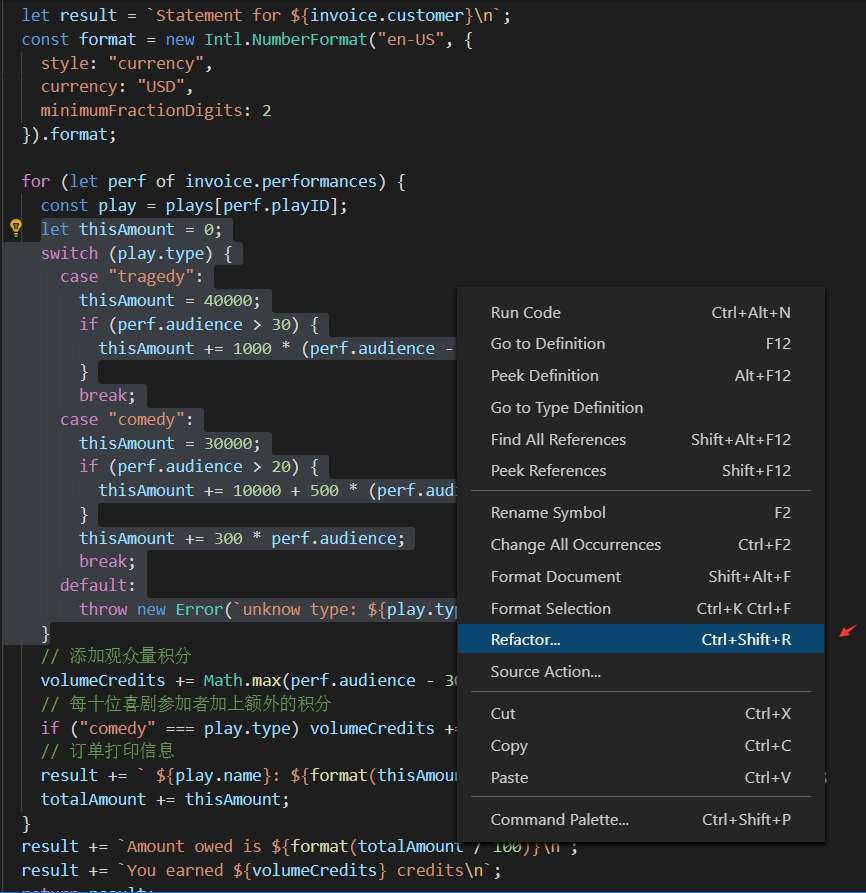 let result = `Statement for ${invoice.customer}\n`;
const format = new Intl.NumberFormat("en-US", {
style: "currency",
currency: "USD",
minimumFractionDigits: 2
}).format;
for (let perf of invoice.performances) {
const play = plays[perf.playID];
let thisAmount = 0;
switch (play.type) {
case "tragedy":
thisAmount = 40000;
if (perf.audience > 30) {
thisAmount += 1000 * (perf.audience -
}
break;
case "comedy":
thisAmount = 30000;
if (perf.audience > 20) {
thisAmount += 10000 + 500 * (perf.audi
}
thisAmount += 300 * perf.audience;
break;
default:
throw new Error(`unknow type: ${play.typ
}
// 添加观众量积分
volumeCredits += Math.max(perf.audience - 30
// 每十位喜剧参加者加上额外的积分
if ("comedy" === play.type) volumeCredits +=
// 订单打印信息
result += ` ${play.name}: ${format(thisAmoun
totalAmount += thisAmount;
}
result += `Amount owed is ${format(totalAmount / 100)}\n`;
result += `You earned ${volumeCredits} credits\n`;
return result;
Run Code Ctrl+Alt+N
Go to Definition F12
Peek Definition Alt+F12
Go to Type Definition
Find All References Shift+Alt+F12
Peek References Shift+F12
Rename Symbol F2
Change All Occurrences Ctrl+F2
Format Document Shift+Alt+F
Format Selection Ctrl+K Ctrl+F
Refactor... Ctrl+Shift+R
Source Action...
Cut Ctrl+X
Copy Ctrl+C
Paste Ctrl+V
Command Palette... Ctrl+Shift+P